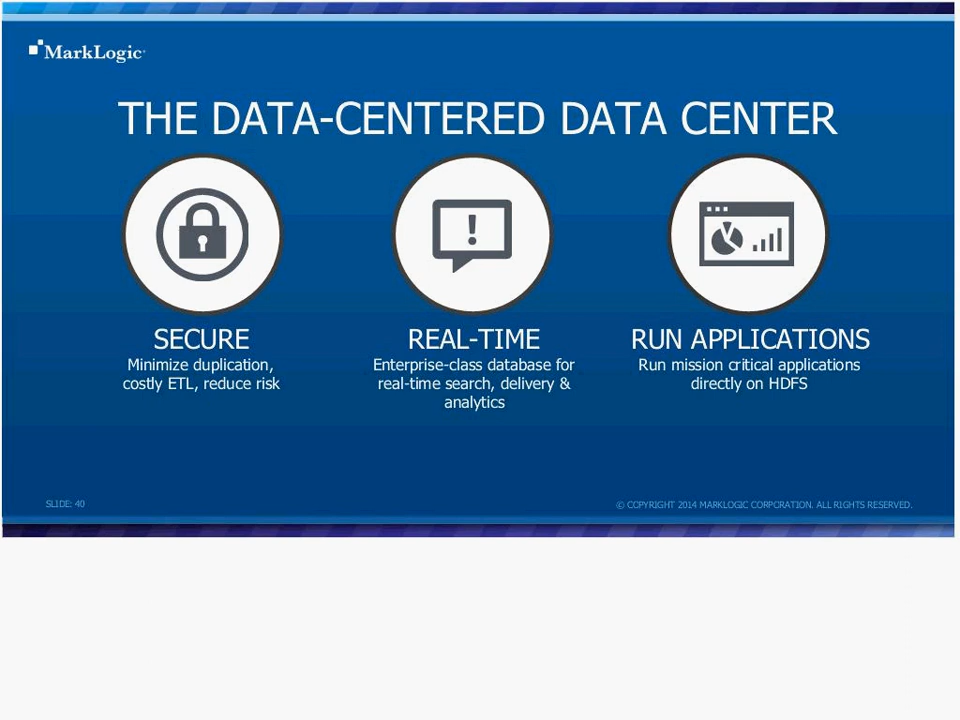 MarkLogic
THE DATA-CENTERED DATA CENTER
!
SECURE
Minimize duplication,
costly ETL, reduce risk
REAL-TIME
Enterprise-class database for
real-time search, delivery &
analytics
RUN APPLICATIONS
Run mission critical applications
directly on HDFS
SLIDE: 40
© COPYRIGHT 2014 MARKLOGIC CORPORATION. ALL RIGHTS RESERVED.